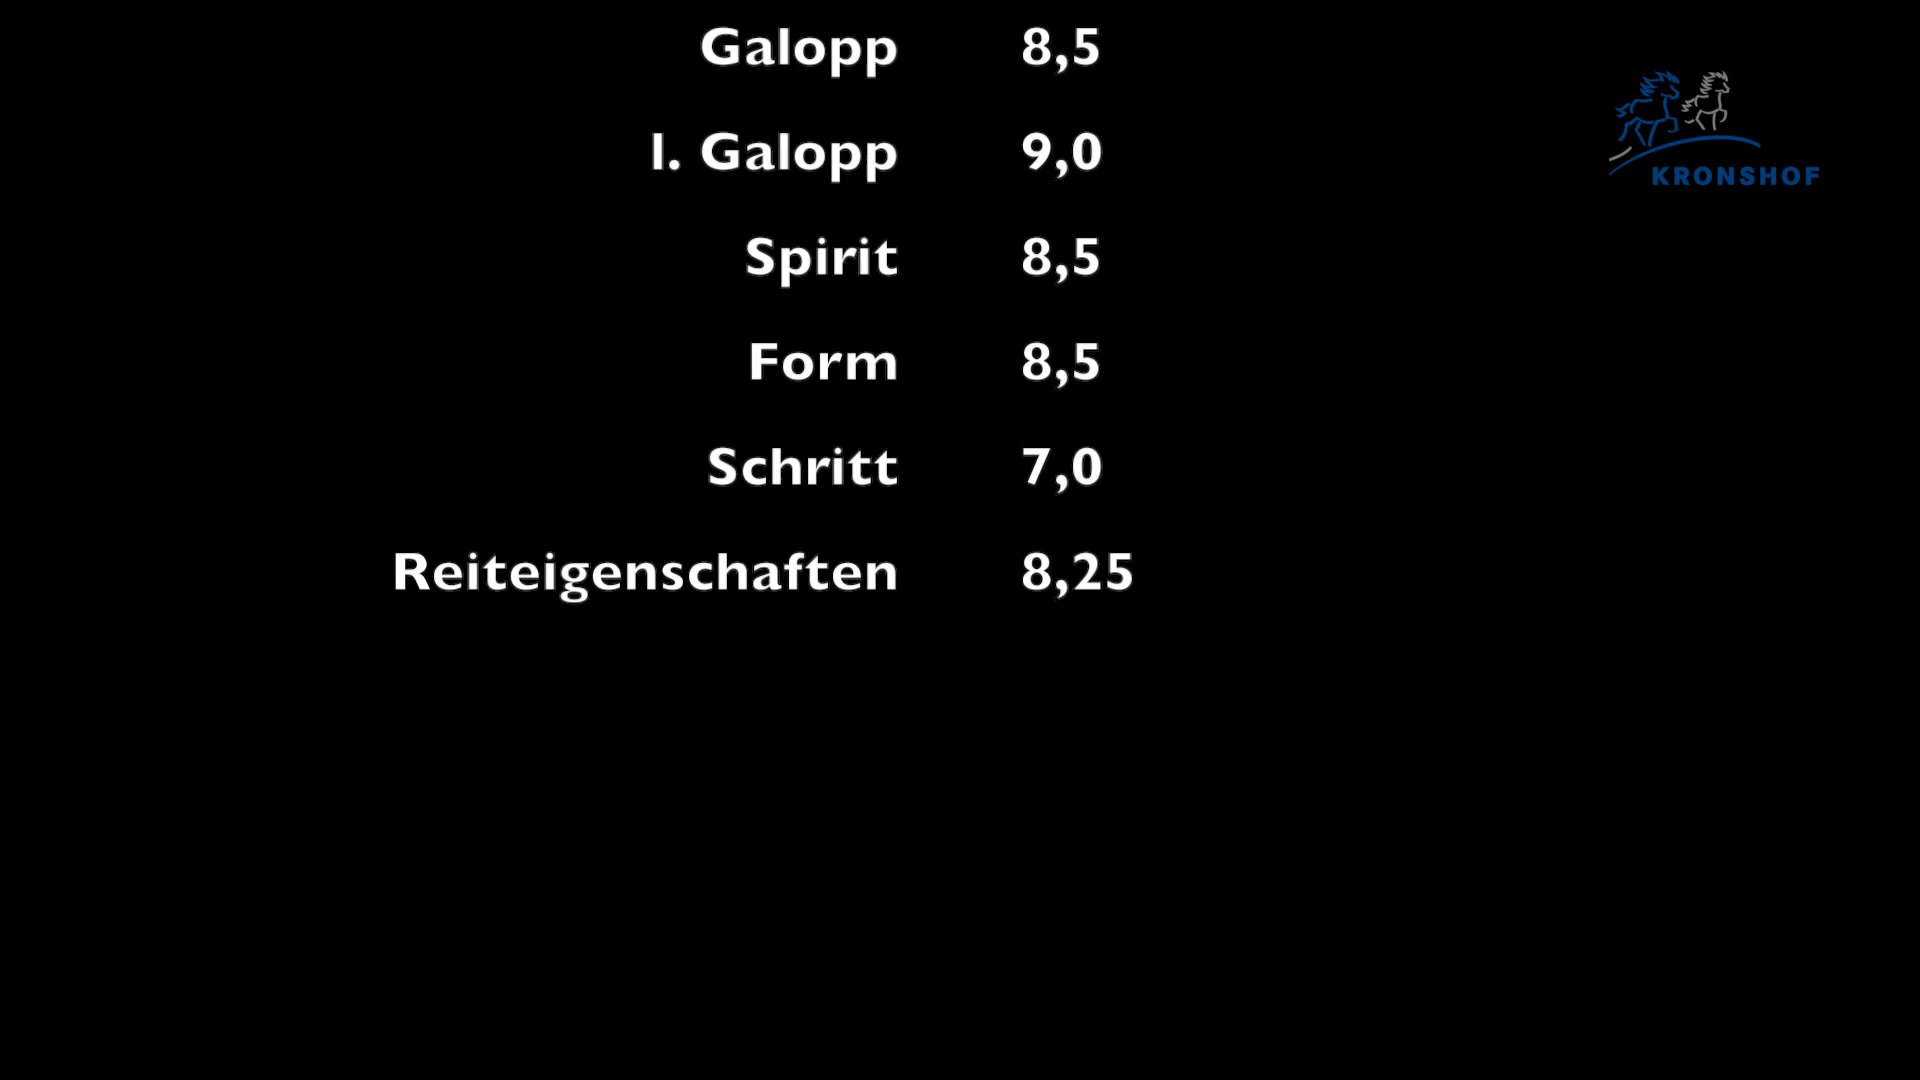 Galopp 8,5
l. Galopp 9,0
Spirit 8,5
Form 8,5
Schritt 7,0
Reiteigenschaften 8,25
KRONSHOF